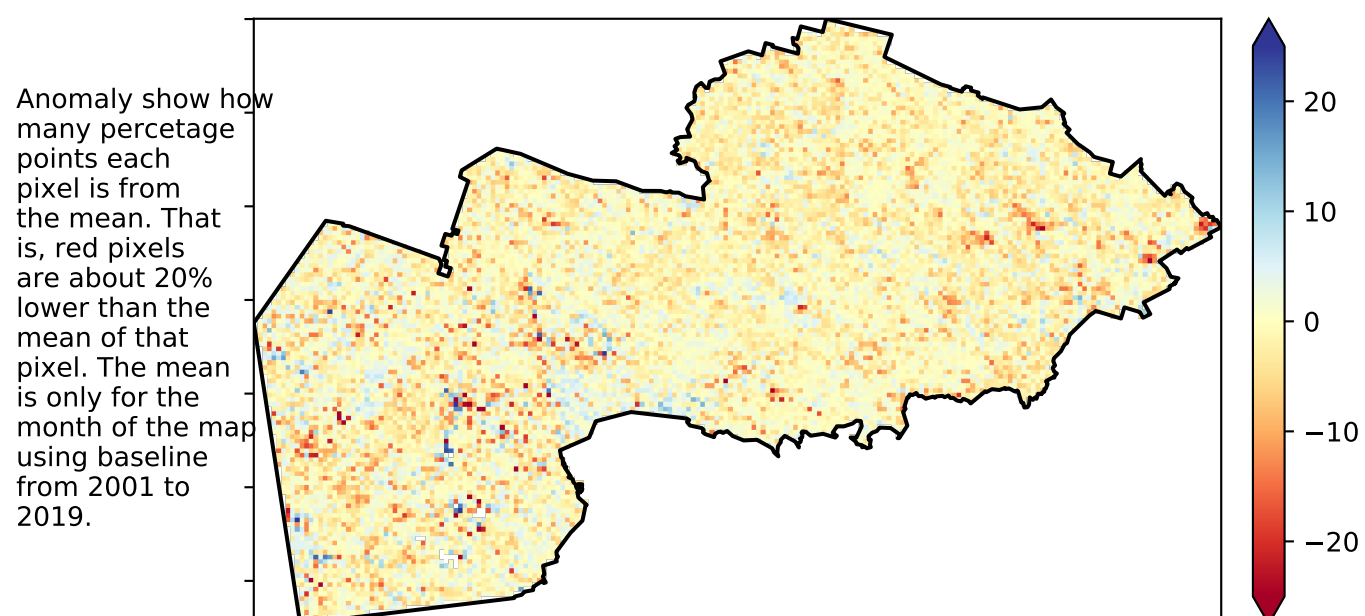 Anomaly show how
many percetage
points each
pixel is from
the mean. That
is, red pixels
are about 20%
lower than the
mean of that
pixel. The mean
is only for the
month of the map
using baseline
from 2001 to
2019.
20
10
0
−10
−20